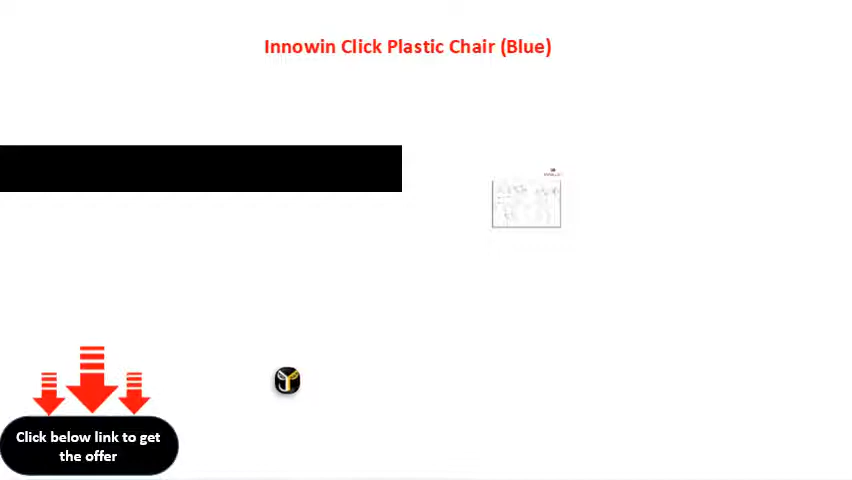 Innowin Click Plastic Chair (Blue)
Click below link to get
the offer